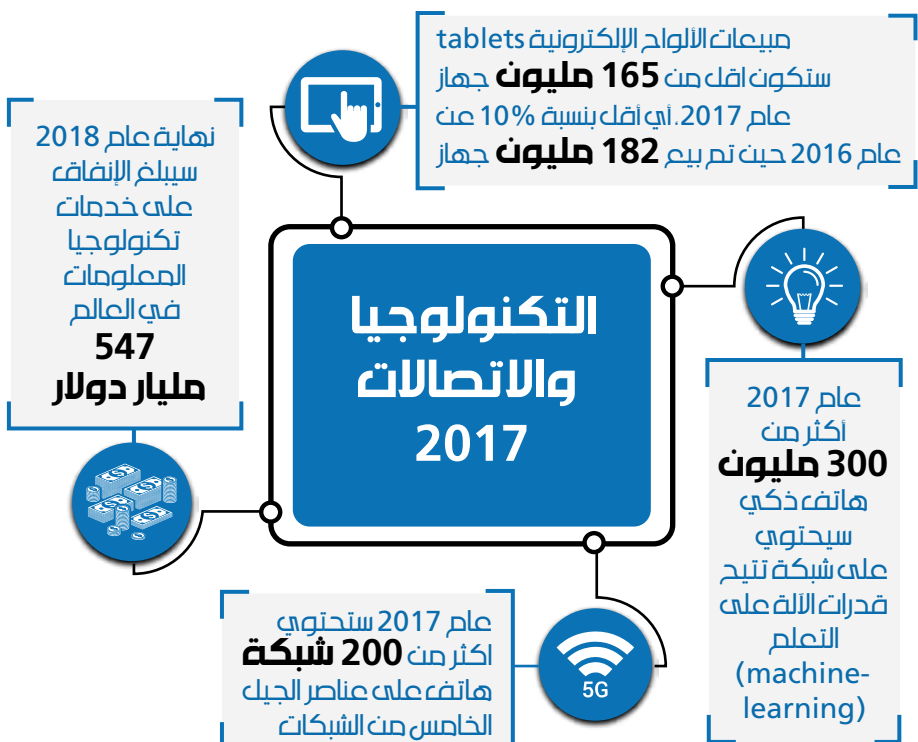 مبيعات الألواح الإلكترونية tablets
ستكون اقل من 165 مليون جهاز
عام 2017. أي أقل بنسبة 10% عن
عام 2016 حين تم بيع 182 مليون جهاز
نهاية عام 2018
سيبلغ الإنفاق
على خدمات
تكنولوجيا
المعلومات
في العالم
547
مليار دولار
التكنولوجيا
والاتصالات
2017
عام 2017
أكثر من
300 مليون
هاتف ذكي
سيحتوي
على شبكة تتيح
قدرات الآلة على
التعلم
(machine-
learning)
عام 2017 ستحتوي
اكثر من 200 شبكة
هاتف على عناصر الجيل
الخامس من الشبكات
5G